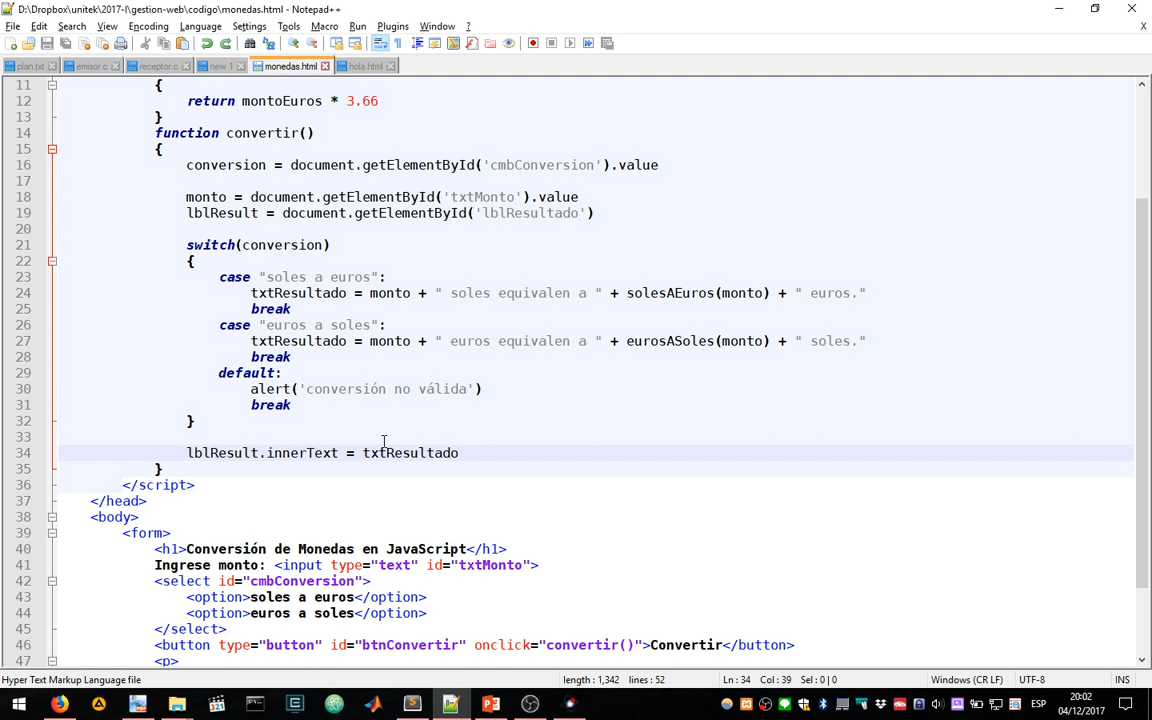 D:\Dropbox\unitek\2017-I\gestion-web\codigo\monedas.html - Notepad++
File Edit Search View Encoding Language Settings Tools Macro Run Plugins Window ? X
plan.txt emisor.c receptor.c new 1 monedas.html hola.html
11 {
12 return montoEuros * 3.66
13 }
14 function convertir()
15 {
16 conversion = document.getElementById('cmbConversion').value
17
18 monto = document.getElementById('txtMonto').value
19 lblResult = document.getElementById('lblResultado')
20
21 switch(conversion)
22 {
23 case "soles a euros":
24 txtResultado = monto + " soles equivalen a " + solesAEuros(monto) + " euros."
25 break
26 case "euros a soles":
27 txtResultado = monto + " euros equivalen a " + eurosASoles(monto) + " soles."
28 break
29 default:
30 alert('conversión no válida')
31 break
32 }
33
34 lblResult.innerText = txtResultado
35 }
36 </script>
37 </head>
38 <body>
39 <form>
40 <h1>Conversión de Monedas en JavaScript</h1>
41 Ingrese monto: <input type="text" id="txtMonto">
42 <select id="cmbConversion">
43 <option>soles a euros</option>
44 <option>euros a soles</option>
45 </select>
46 <button type="button" id="btnConvertir" onclick="convertir()">Convertir</button>
47 <p>
Hyper Text Markup Language file length : 1,342 lines : 52 Ln : 34 Col : 39 Sel : 0 | 0 Windows (CR LF) UTF-8 INS
ESP
20:02
04/12/2017